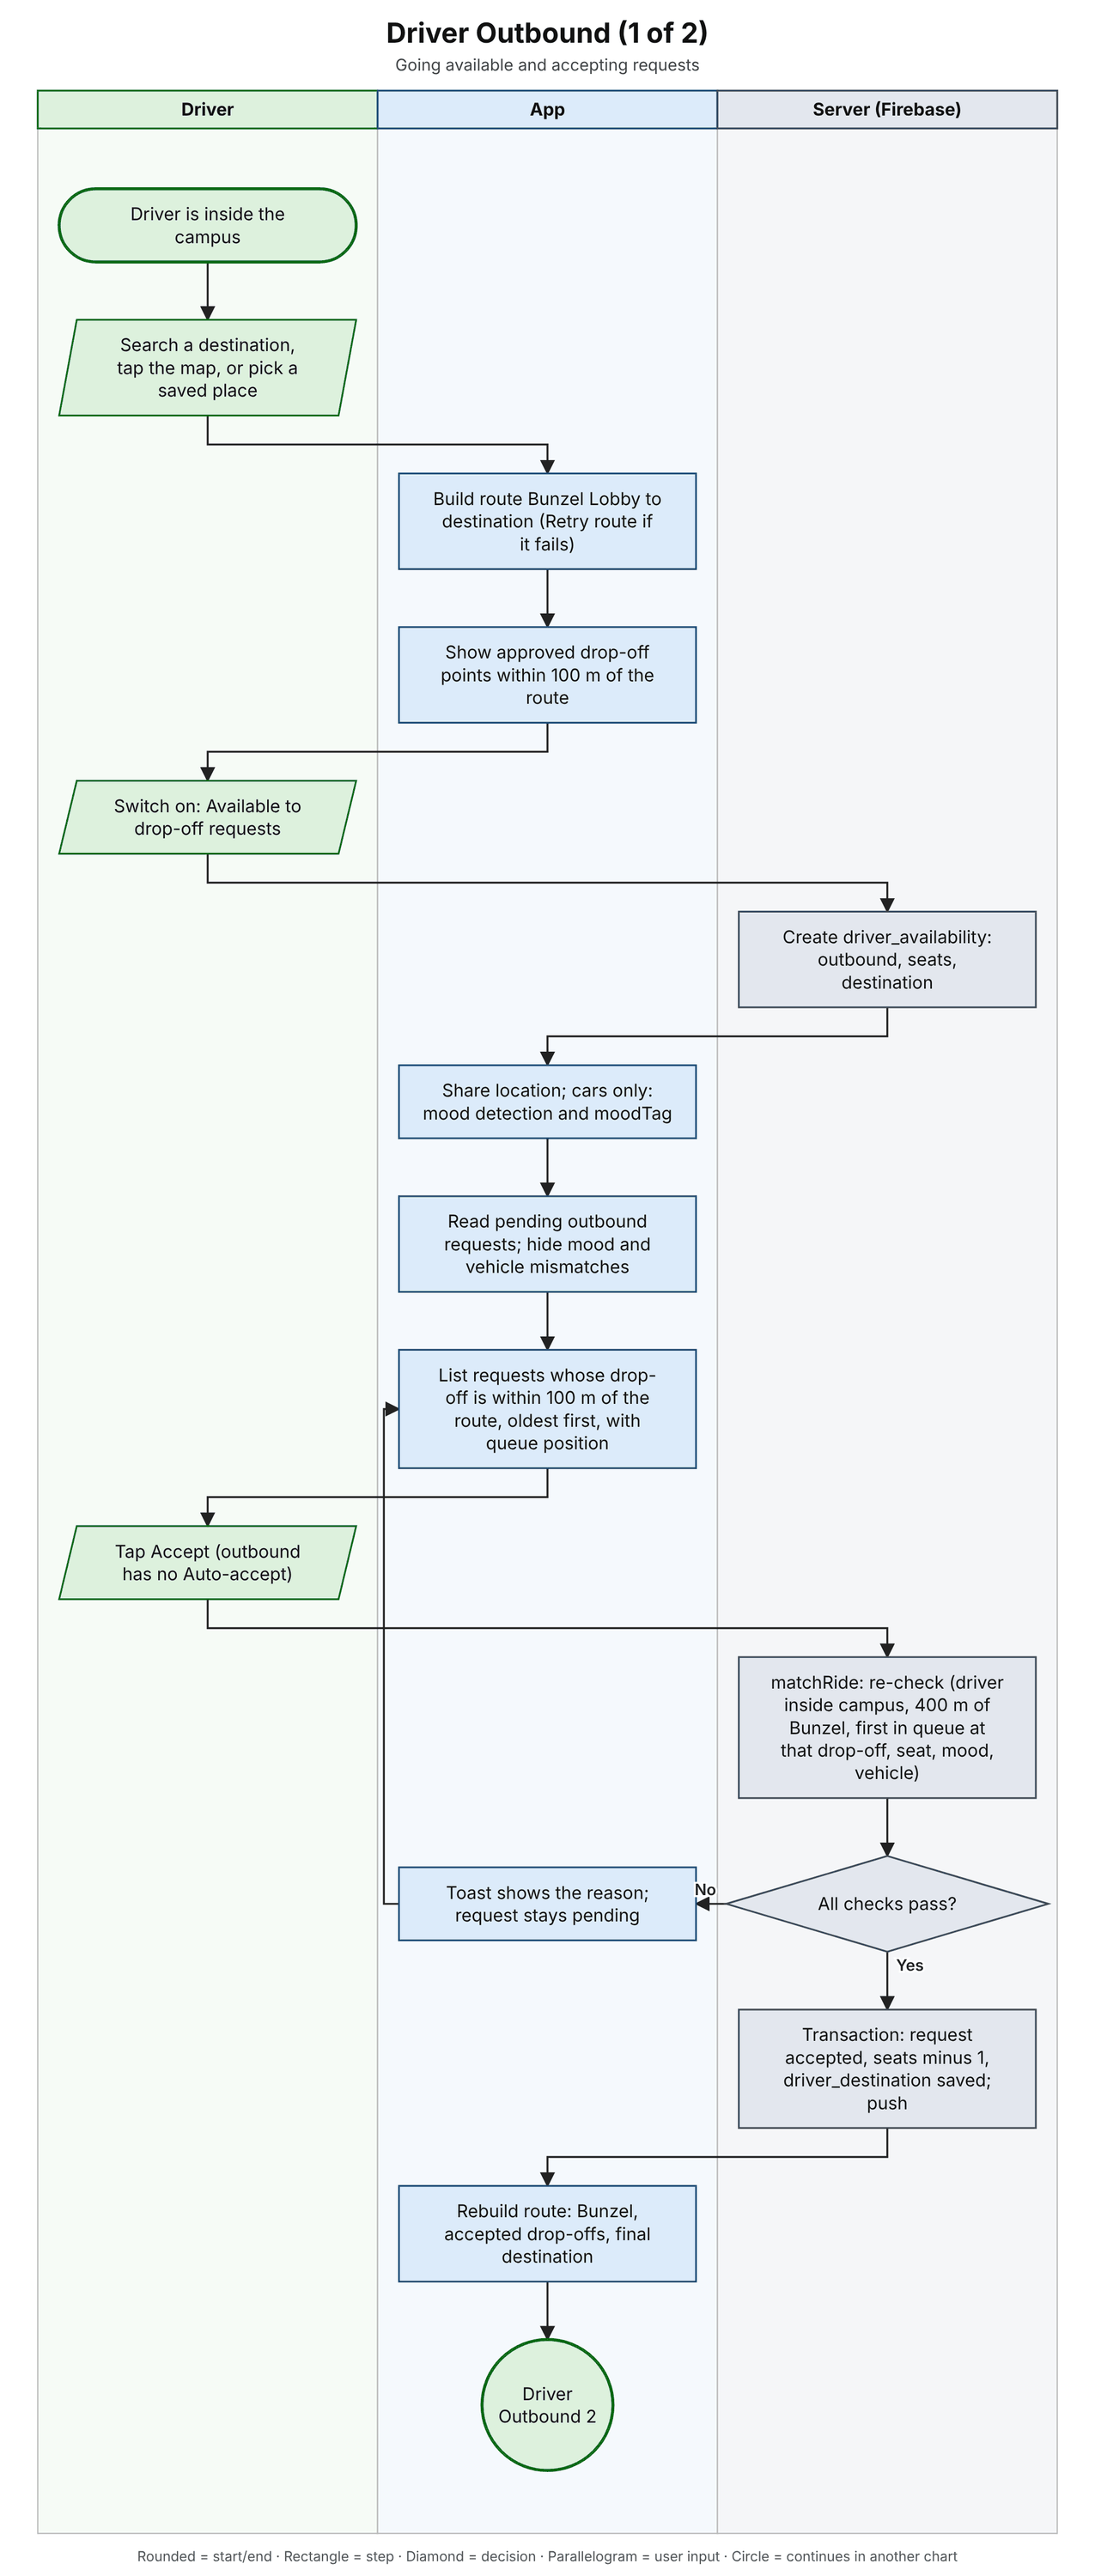 Driver Outbound (1 of 2)
Going available and accepting requests
Driver
App
Server (Firebase)
Driver is inside the
campus
Search a destination,
tap the map, or pick a
saved place
Build route Bunzel Lobby to
destination (Retry route if
it fails)
Show approved drop-off
points within 100 m of the
route
Switch on: Available to
drop-off requests
Create driver_availability:
outbound, seats,
destination
Share location; cars only:
mood detection and moodTag
Read pending outbound
requests; hide mood and
vehicle mismatches
List requests whose drop-
off is within 100 m of the
route, oldest first, with
queue position
Tap Accept (outbound
has no Auto-accept)
matchRide: re-check (driver
inside campus, 400 m of
Bunzel, first in queue at
that drop-off, seat, mood,
vehicle)
Toast shows the reason;
request stays pending
No
All checks pass?
Yes
Transaction: request
accepted, seats minus 1,
driver_destination saved;
push
Rebuild route: Bunzel,
accepted drop-offs, final
destination
Driver
Outbound 2
Rounded = start/end · Rectangle = step · Diamond = decision · Parallelogram = user input · Circle = continues in another chart